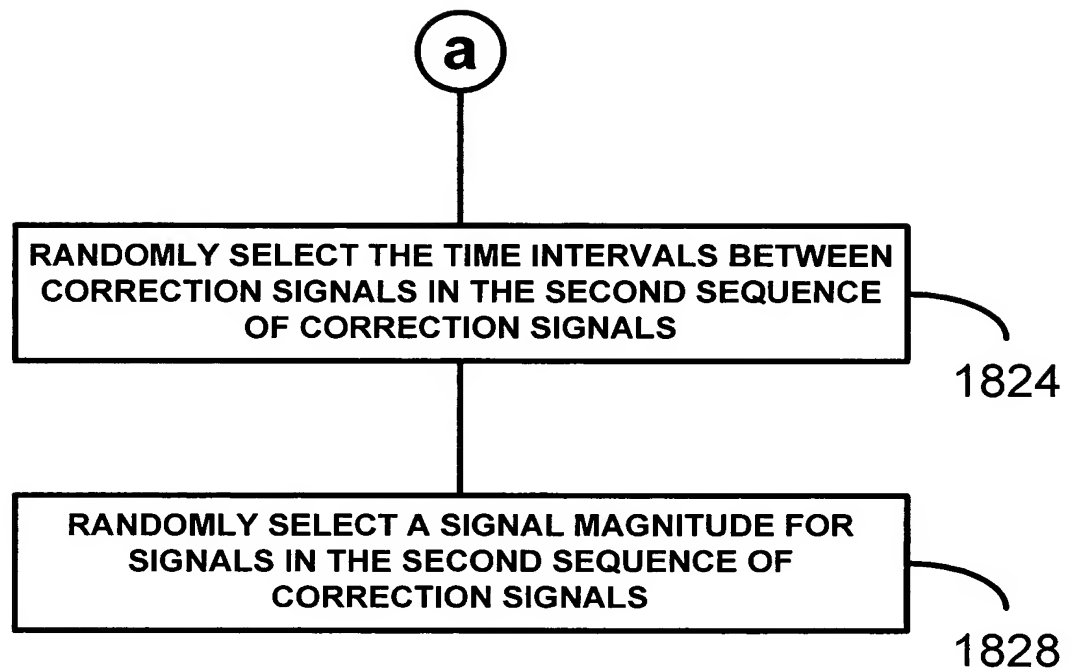 a
RANDOMLY SELECT THE TIME INTERVALS BETWEEN
CORRECTION SIGNALS IN THE SECOND SEQUENCE
OF CORRECTION SIGNALS
1824
RANDOMLY SELECT A SIGNAL MAGNITUDE FOR
SIGNALS IN THE SECOND SEQUENCE OF
CORRECTION SIGNALS
1828